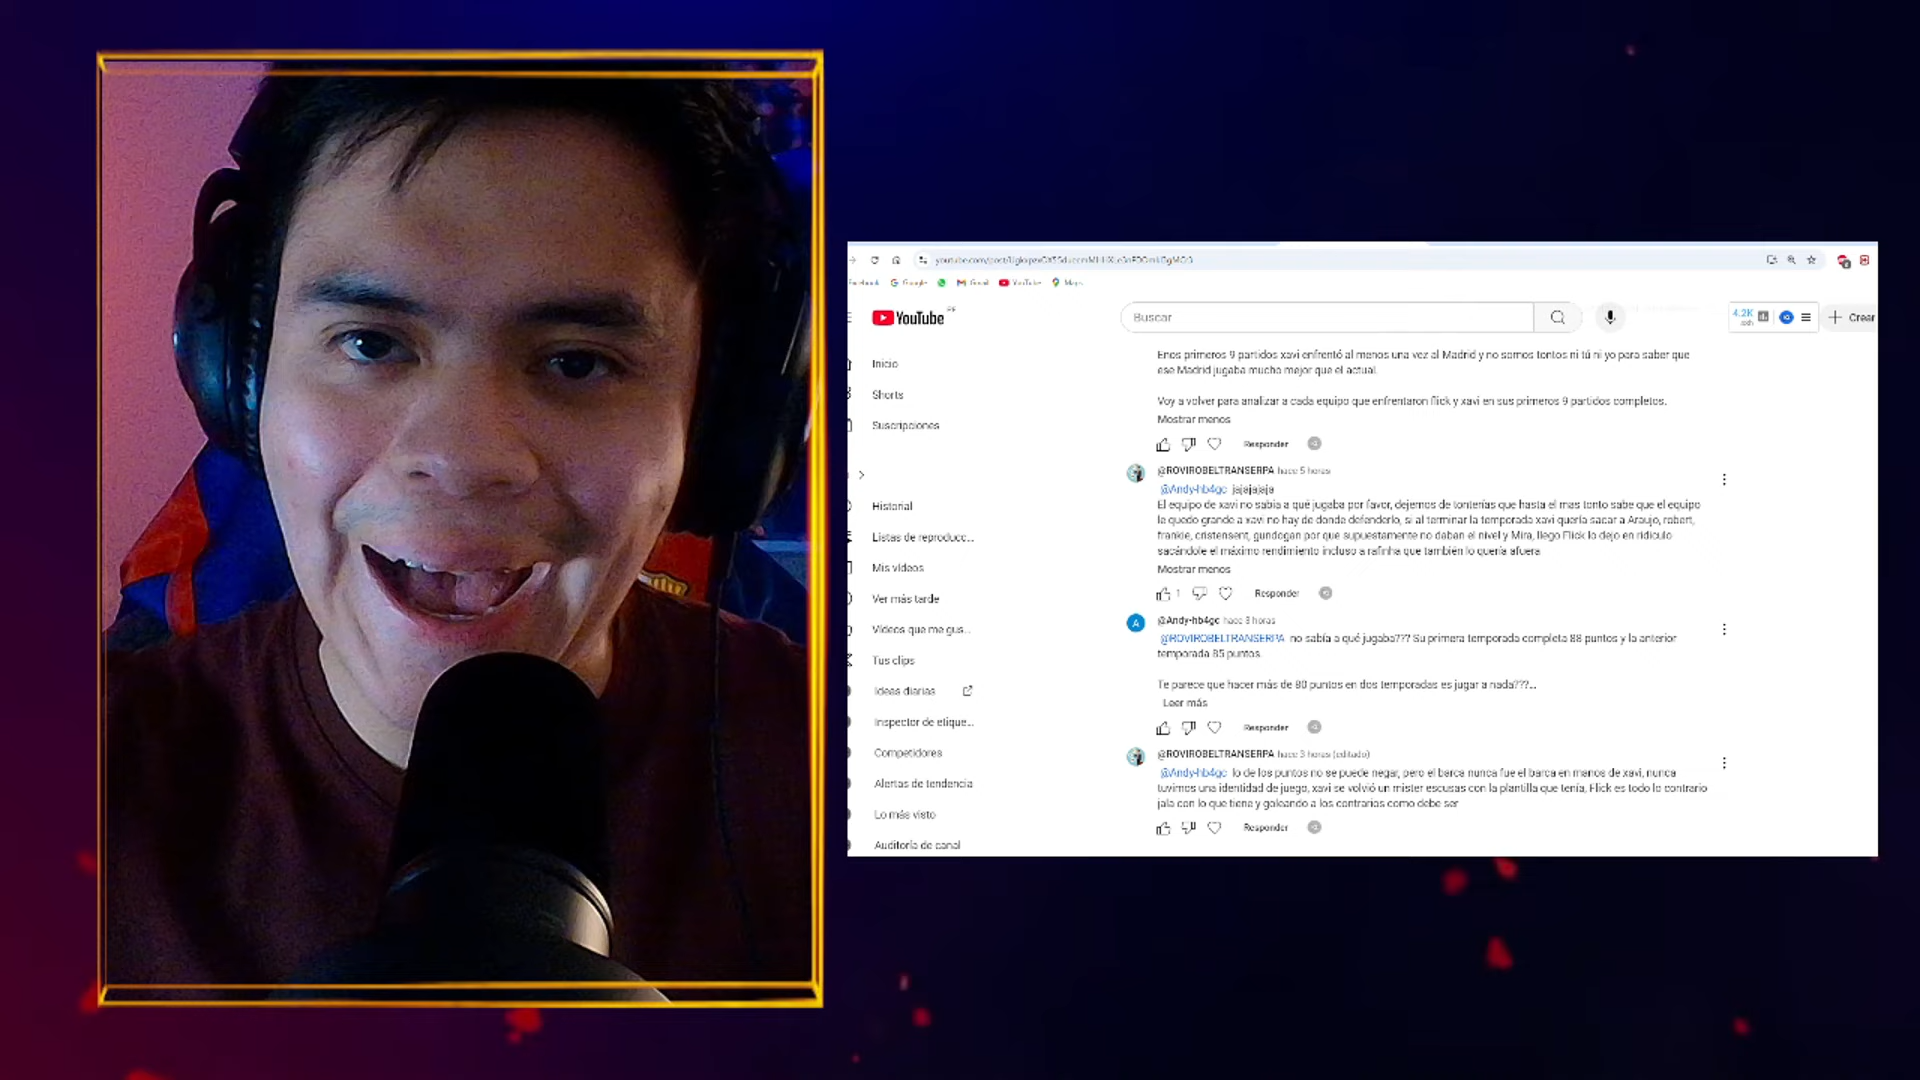 Google
Gmail
YouTube
Maps
YouTube
PE
Buscar
4.2K
Crear
Inicio
Shorts
Suscripciones
Historial
Listas de reproducc...
Mis vídeos
Ver más tarde
Vídeos que me gus...
Tus clips
Ideas diarias
Inspector de etique...
Competidores
Alertas de tendencia
Lo más visto
Auditoría de canal
Enos primeros 9 partidos xavi enfrentó al menos una vez al Madrid y no somos tontos ni tú ni yo para saber que
ese Madrid jugaba mucho mejor que el actual.
Voy a volver para analizar a cada equipo que enfrentaron flick y xavi en sus primeros 9 partidos completos.
Mostrar menos
Responder
@ROVIROBELTRANSERPA hace 5 horas
@Andy-hb4gc jajajajaja
El equipo de xavi no sabía a qué jugaba por favor, dejemos de tonterías que hasta el mas tonto sabe que el equipo
le quedo grande a xavi no hay de donde defenderlo, si al terminar la temporada xavi quería sacar a Araujo, robert,
frankie, cristensent, gundogan por que supuestamente no daban el nivel y Mira, llego Flick lo dejo en ridículo
sacándole el máximo rendimiento incluso a rafinha que también lo quería afuera
Mostrar menos
1 Responder
A
@Andy-hb4gc hace 3 horas
@ROVIROBELTRANSERPA no sabía a qué jugaba??? Su primera temporada completa 88 puntos y la anterior
temporada 85 puntos.
Te parece que hacer más de 80 puntos en dos temporadas es jugar a nada???...
Leer más
Responder
@ROVIROBELTRANSERPA hace 3 horas (editado)
@Andy-hb4gc lo de los puntos no se puede negar, pero el barca nunca fue el barca en manos de xavi, nunca
tuvimos una identidad de juego, xavi se volvió un mister escusas con la plantilla que tenía, Flick es todo lo contrario
jala con lo que tiene y goleando a los contrarios como debe ser
Responder